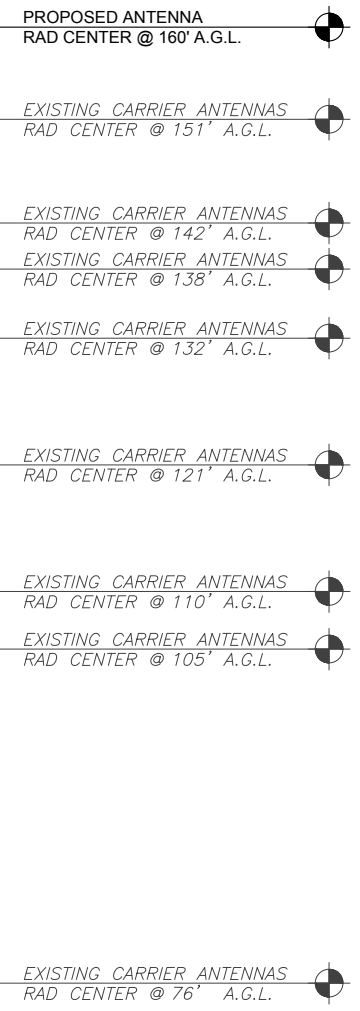 PROPOSED ANTENNA
RAD CENTER @ 160' A.G.L.
EXISTING CARRIER ANTENNAS
RAD CENTER @ 151' A.G.L.
EXISTING CARRIER ANTENNAS
RAD CENTER @ 142' A.G.L.
EXISTING CARRIER ANTENNAS
RAD CENTER @ 138' A.G.L.
EXISTING CARRIER ANTENNAS
RAD CENTER @ 132' A.G.L.
EXISTING CARRIER ANTENNAS
RAD CENTER @ 121' A.G.L.
EXISTING CARRIER ANTENNAS
RAD CENTER @ 110' A.G.L.
EXISTING CARRIER ANTENNAS
RAD CENTER @ 105' A.G.L.
EXISTING CARRIER ANTENNAS
RAD CENTER @ 76' A.G.L.